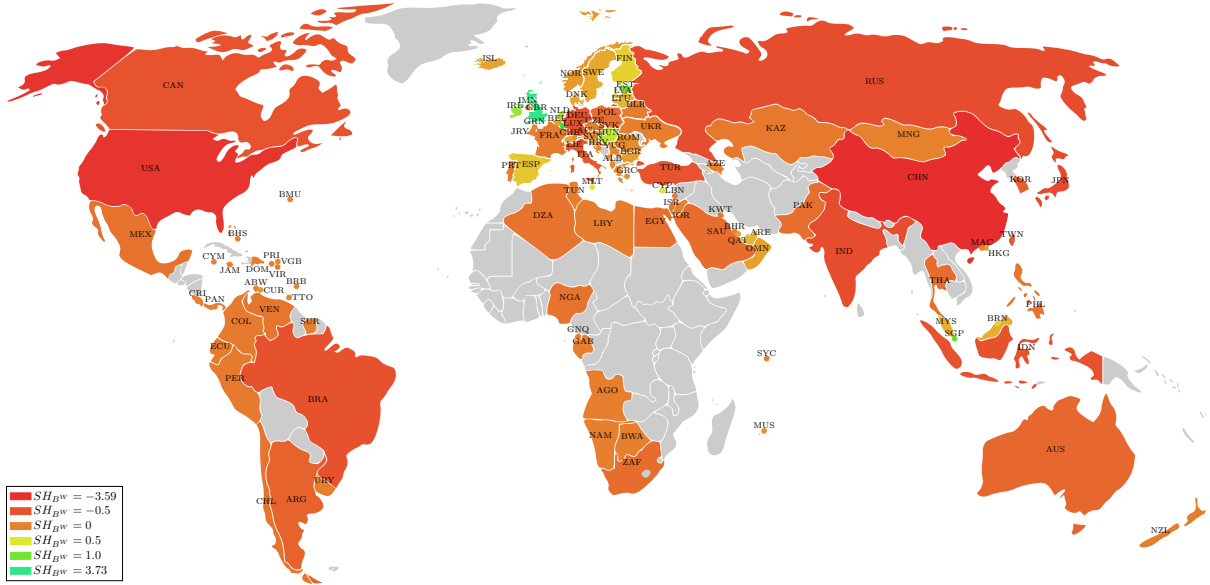 ISL
FIN
NOR
SWE
RUS
CAN
EST
LVA
LTU
DNK
IMN
IRL
GBR
NLD
DEU
POL
BLR
GRN
BEL
LUX
CZE
SVK
UKR
KAZ
MNG
JRY
FRA
CHE
HUN
ROM
LIE
SVN
HRV
YUG
BGR
ITA
ALB
USA
PRT
ESP
GRC
TUR
AZE
CHN
KOR
JPN
BMU
TUN
MLT
CYP
LBN
ISR
JOR
KWT
PAK
MEX
BHS
DZA
LBY
EGY
SAU
BHR
QAT
ARE
OMN
IND
MAC
TWN
HKG
CYM
JAM
DOM
PRI
VGB
VIR
ABW
CUR
BRB
TTO
CRI
PAN
VEN
COL
SUR
NGA
THA
PHL
GNQ
GAB
MYS
SGP
BRN
IDN
ECU
PER
SYC
BRA
AGO
MUS
NAM
BWA
ZAF
AUS
URY
CHL
ARG
NZL
SH_{B^W} = −3.59
SH_{B^W} = −0.5
SH_{B^W} = 0
SH_{B^W} = 0.5
SH_{B^W} = 1.0
SH_{B^W} = 3.73